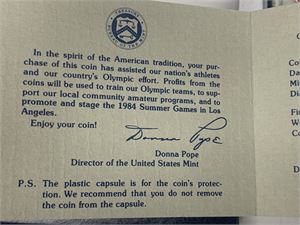 In the spirit of the American tradition, your pur-
chase of this coin has assisted our nation's athletes
and our country's Olympic effort. Profits from the
coins will be used to train our Olympic teams, to sup-
port our local community amateur programs, and to
promote and stage the 1984 Summer Games in Los
Angeles.
Enjoy your coin!
Donna Pope
Donna Pope
Director of the United States Mint
P.S. The plastic capsule is for the coin's protec-
tion. We recommend that you do not remove
the coin from the capsule.